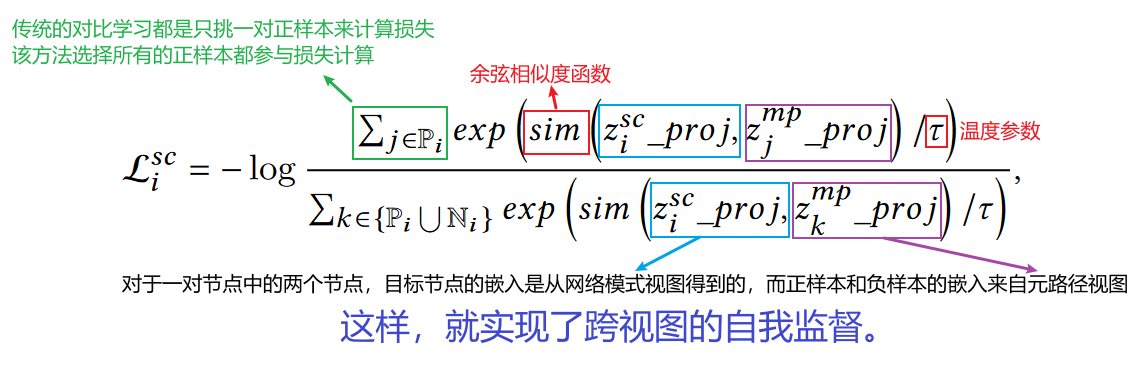 传统的对比学习都是只挑一对正样本来计算损失
该方法选择所有的正样本都参与损失计算
余弦相似度函数
温度参数
$\mathcal{L}_i^{sc} = -\log \frac{\sum_{j \in \mathbb{P}_i} exp\left(sim\left(z_i^{sc}\_proj, z_j^{mp}\_proj\right)/\tau\right)}{\sum_{k \in \{\mathbb{P}_i \bigcup \mathbb{N}_i\}} exp\left(sim\left(z_i^{sc}\_proj, z_k^{mp}\_proj\right)/\tau\right)},$
对于一对节点中的两个节点，目标节点的嵌入是从网络模式视图得到的，而正样本和负样本的嵌入来自元路径视图
这样，就实现了跨视图的自我监督。